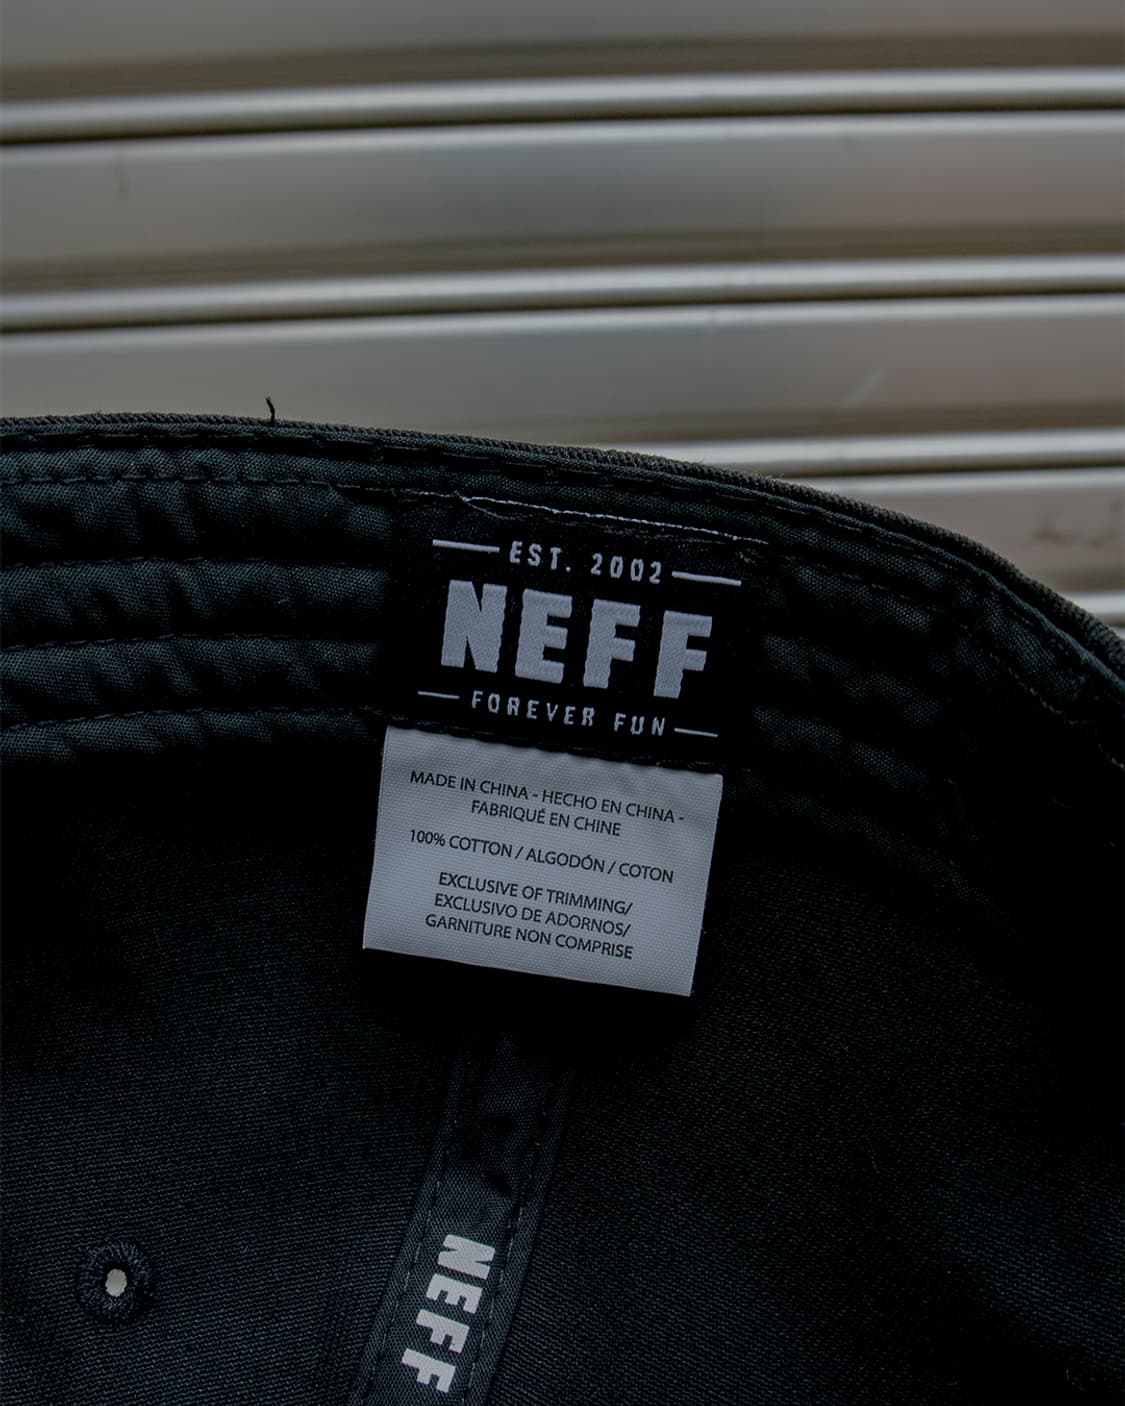 EST. 2002
NEFF
FOREVER FUN
MADE IN CHINA - HECHO EN CHINA -
FABRIQUÉ EN CHINE
100% COTTON / ALGODÓN / COTON
EXCLUSIVE OF TRIMMING/
EXCLUSIVO DE ADORNOS/
GARNITURE NON COMPRISE
NEFF